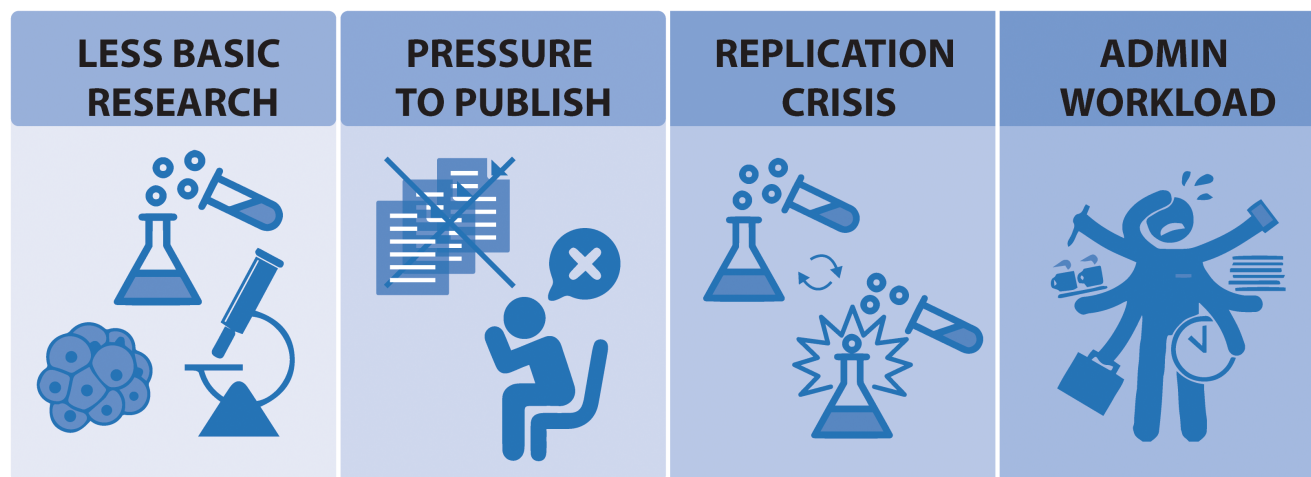 LESS BASIC
RESEARCH
PRESSURE
TO PUBLISH
REPLICATION
CRISIS
ADMIN
WORKLOAD